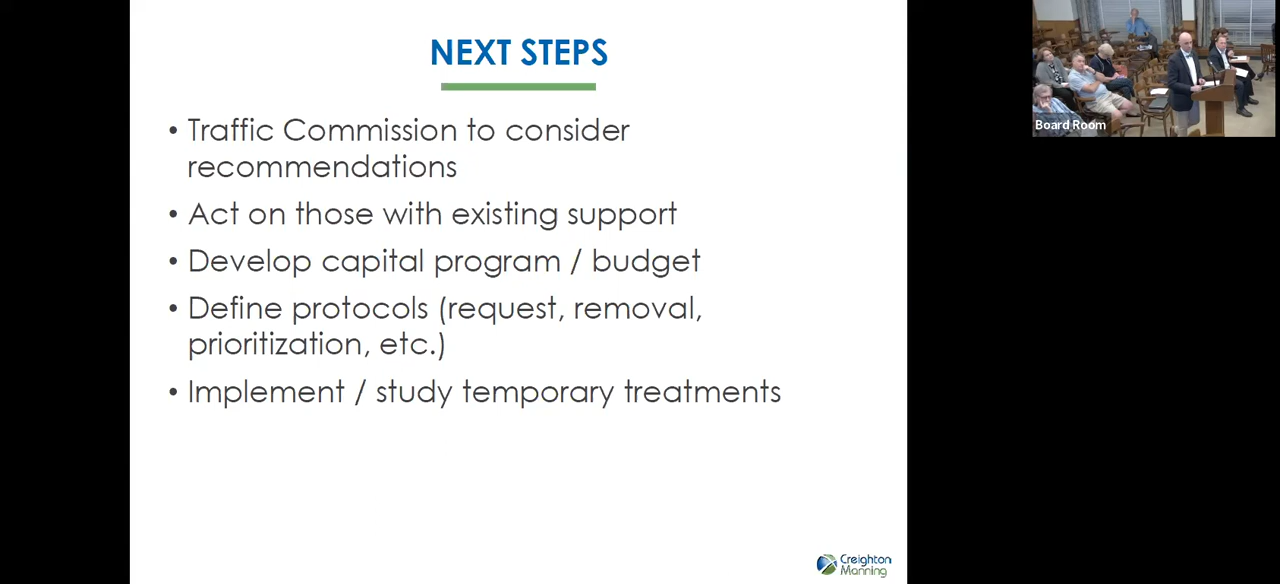 NEXT STEPS
• Traffic Commission to consider
recommendations
• Act on those with existing support
• Develop capital program / budget
• Define protocols (request, removal,
prioritization, etc.)
• Implement / study temporary treatments
Board Room
Creighton
Manning